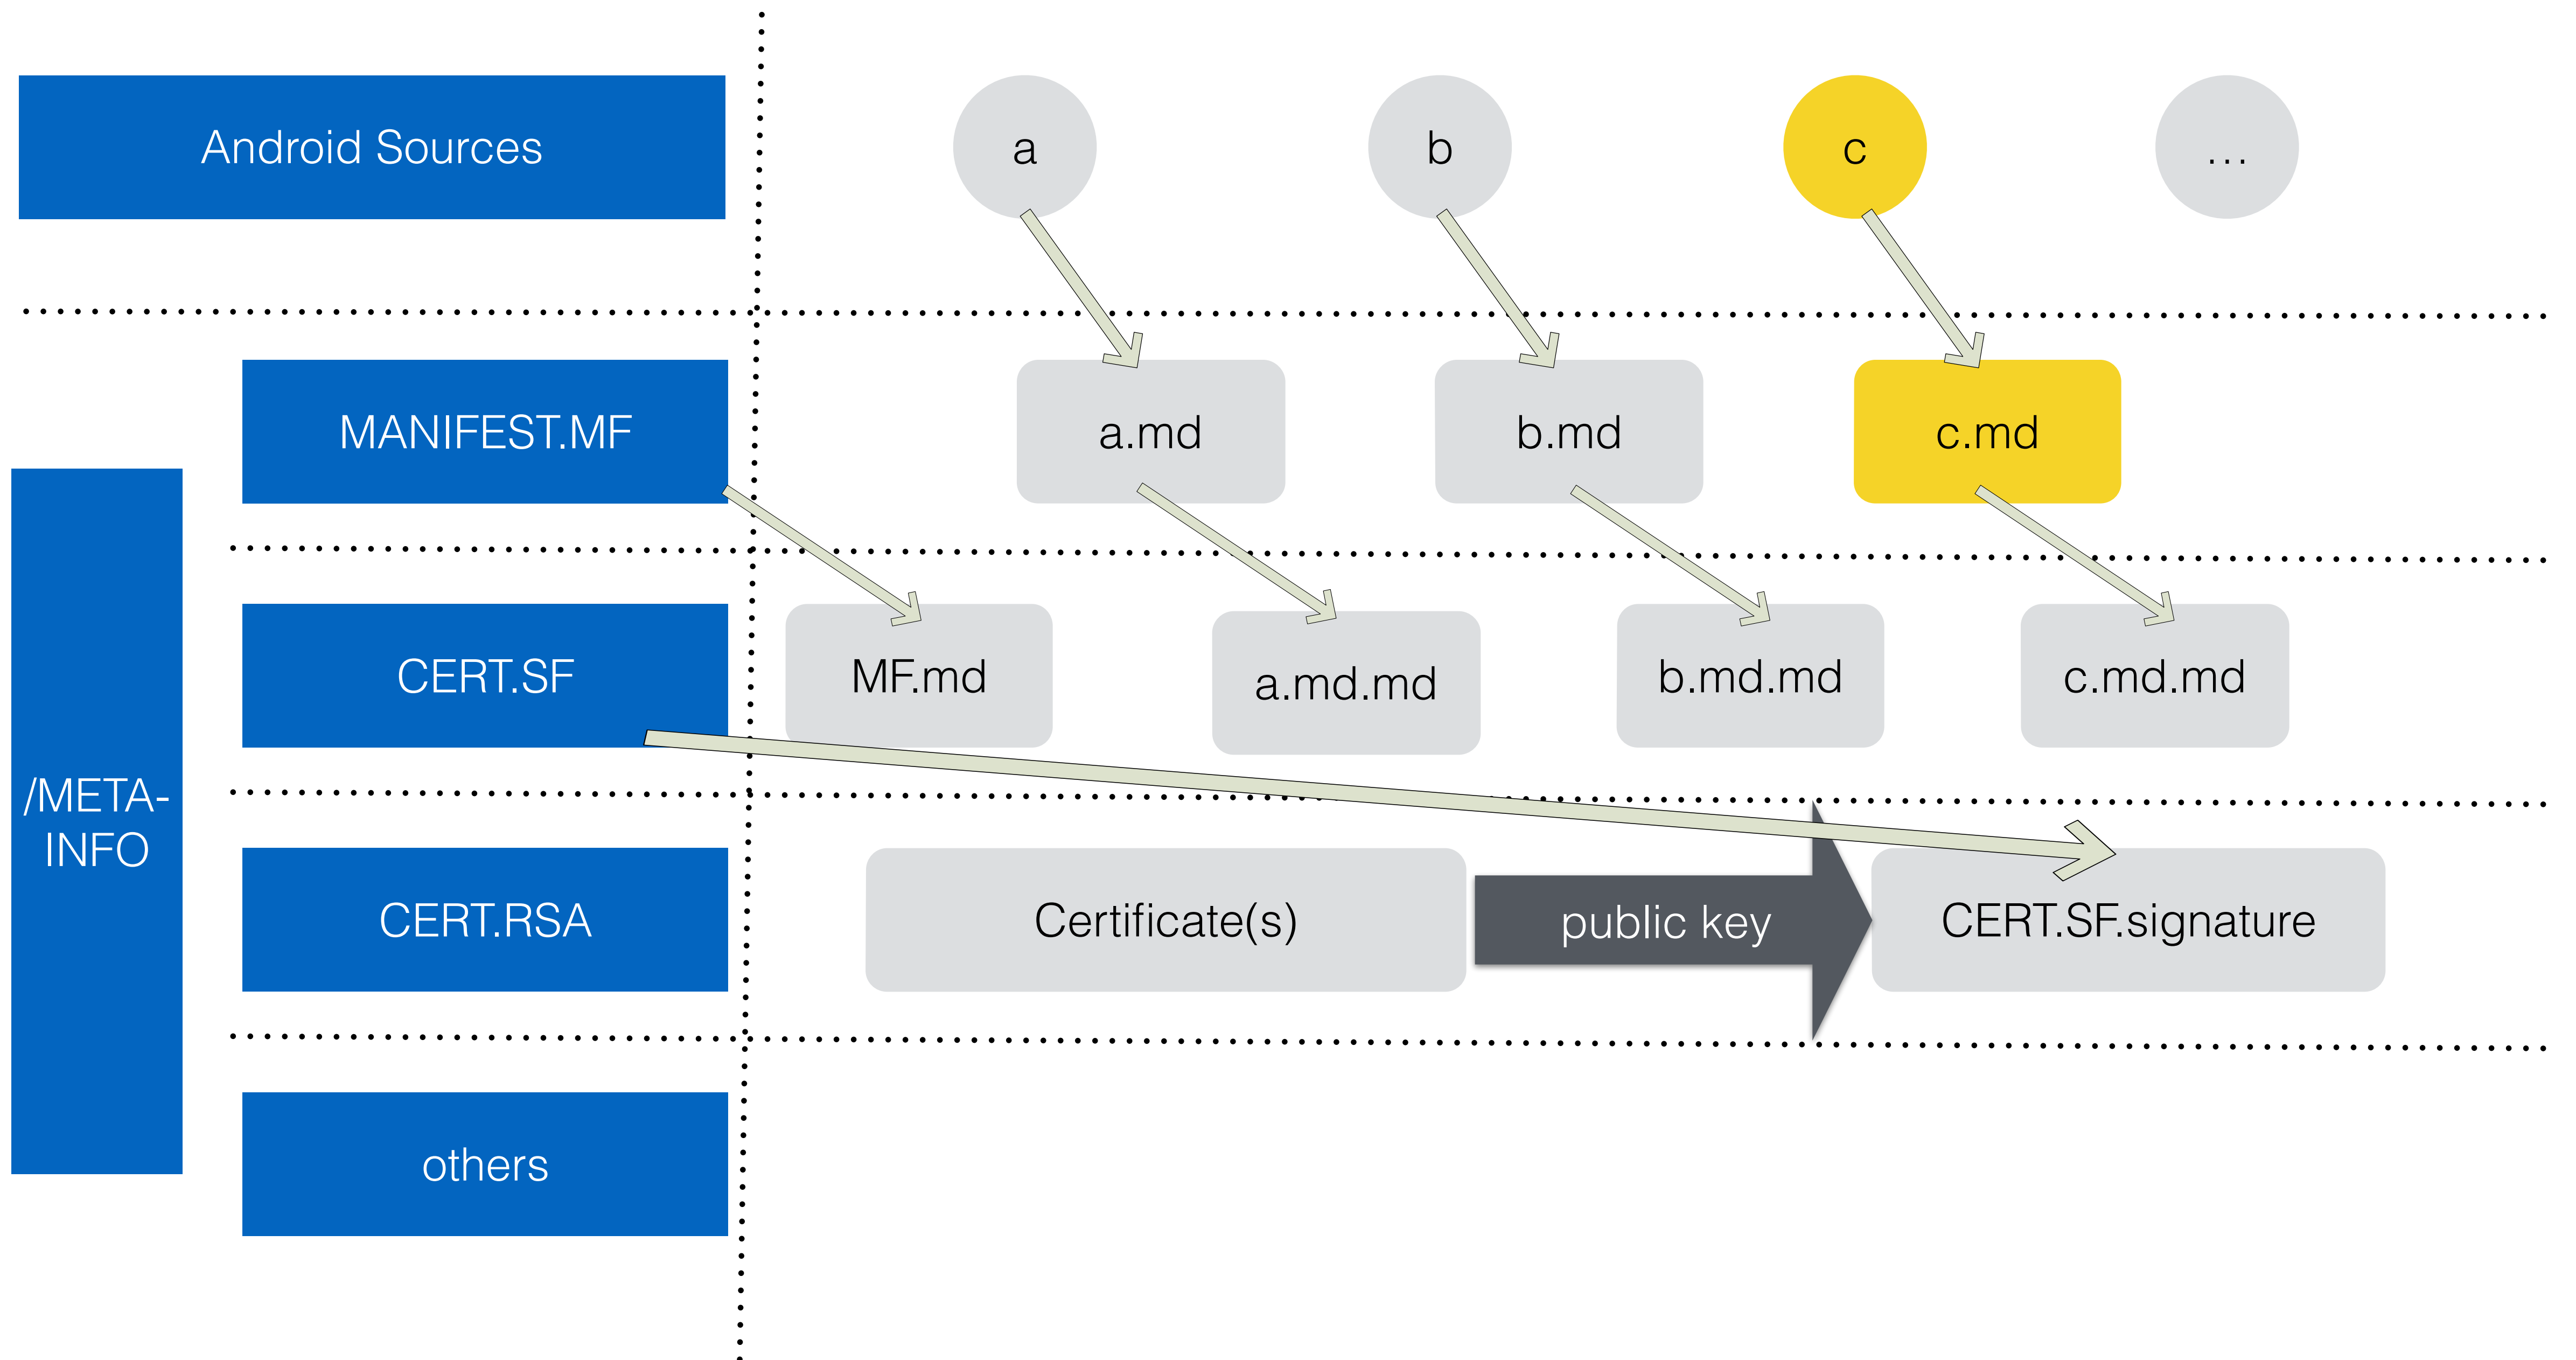 Android Sources
a
b
c
...
MANIFEST.MF
a.md
b.md
c.md
CERT.SF
MF.md
a.md.md
b.md.md
c.md.md
/META-
INFO
CERT.RSA
Certificate(s)
public key
CERT.SF.signature
others